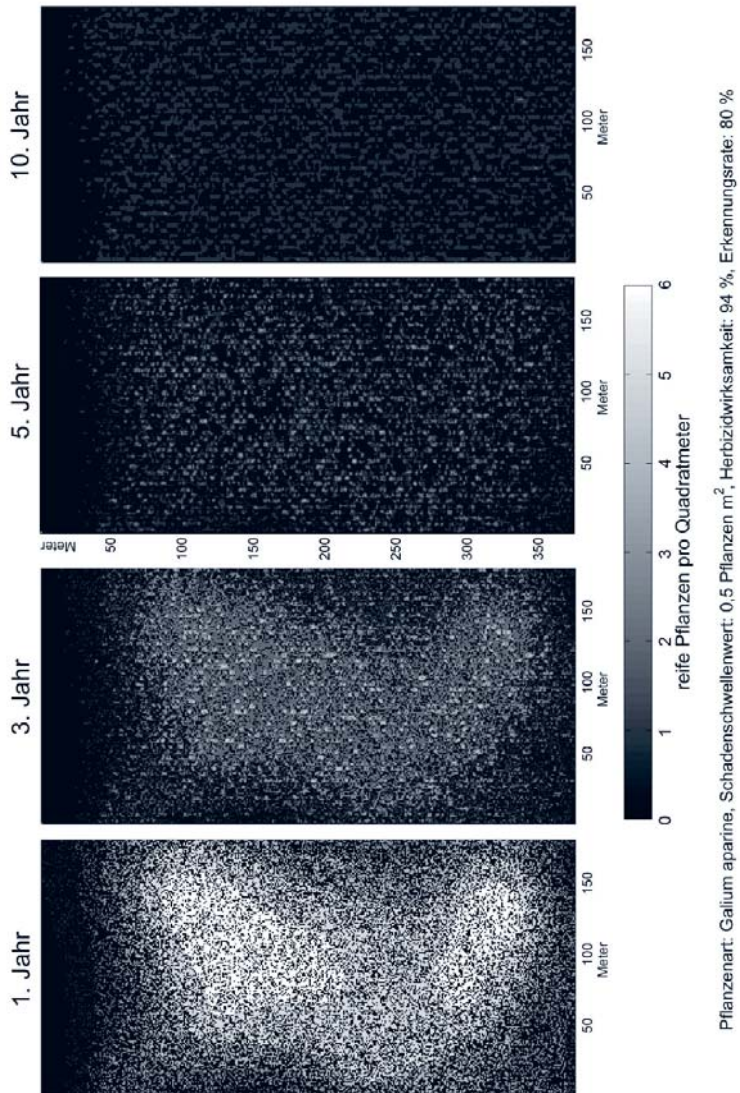 1. Jahr
3. Jahr
5. Jahr
10. Jahr
Meter
50
100
150
200
250
300
350
50
100
150
Meter
50
100
150
Meter
50
100
150
Meter
50
100
150
Meter
0
1
2
3
4
5
6
reife Pflanzen pro Quadratmeter
Pflanzenart: Galium aparine, Schadenschwellenwert: 0,5 Pflanzen m², Herbizidwirksamkeit: 94 %, Erkennungsrate: 80 %